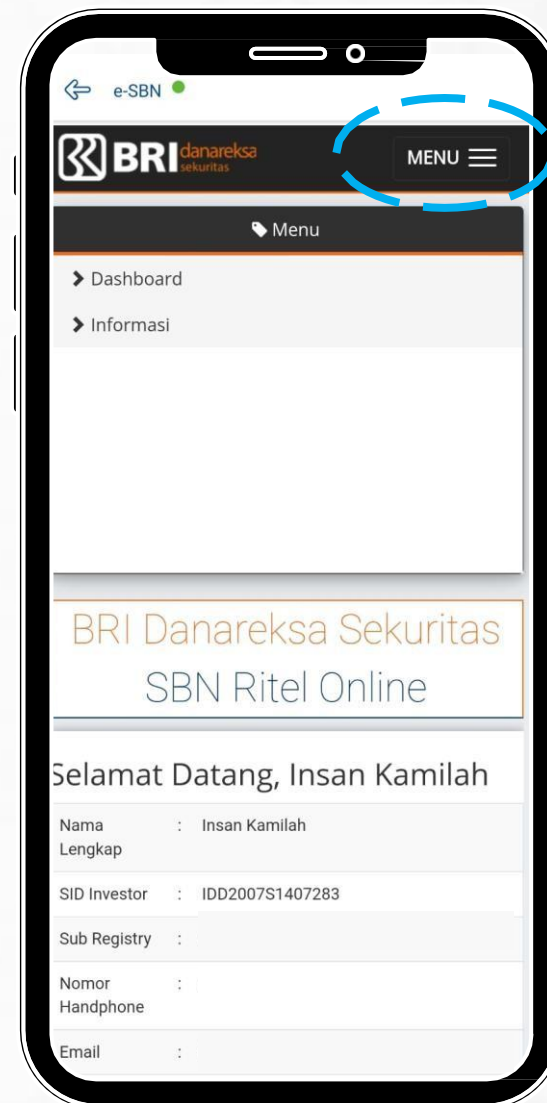 e-SBN
BRI danareksa sekuritas
MENU
Menu
Dashboard
Informasi
BRI Danareksa Sekuritas
SBN Ritel Online
Selamat Datang, Insan Kamilah
Nama Lengkap : Insan Kamilah
SID Investor : IDD2007S1407283
Sub Registry :
Nomor Handphone :
Email :